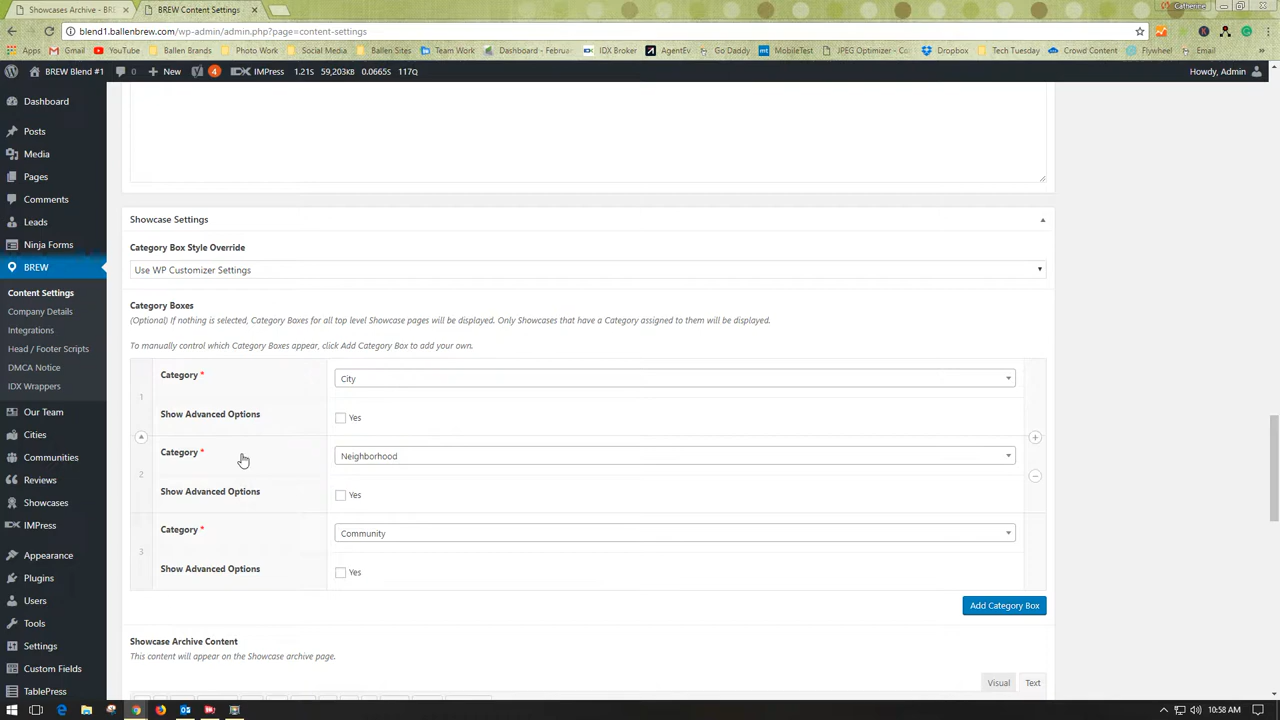 Showcases Archive - BREW
BREW Content Settings
Catherine
blend1.ballenbrew.com/wp-admin/admin.php?page=content-settings
Apps Gmail YouTube Ballen Brands Photo Work Social Media Ballen Sites Team Work Dashboard - Februa IDX Broker AgentEv Go Daddy MobileTest JPEG Optimizer - Co Dropbox Tech Tuesday Crowd Content Flywheel Email
BREW Blend #1 0 New 4 IMPress 1.21S 59,203KB 0.0665S 117Q Howdy, Admin
Dashboard
Posts
Media
Pages
Comments
Leads
Ninja Forms
BREW
Content Settings
Company Details
Integrations
Head / Footer Scripts
DMCA Notice
IDX Wrappers
Our Team
Cities
Communities
Reviews
Showcases
IMPress
Appearance
Plugins
Users
Tools
Settings
Custom Fields
TablePress
Showcase Settings
Category Box Style Override
Use WP Customizer Settings
Category Boxes
(Optional) If nothing is selected, Category Boxes for all top level Showcase pages will be displayed. Only Showcases that have a Category assigned to them will be displayed.
To manually control which Category Boxes appear, click Add Category Box to add your own.
1
Category * City
Show Advanced Options Yes
2
Category * Neighborhood
Show Advanced Options Yes
3
Category * Community
Show Advanced Options Yes
Add Category Box
Showcase Archive Content
This content will appear on the Showcase archive page.
Visual Text
10:58 AM